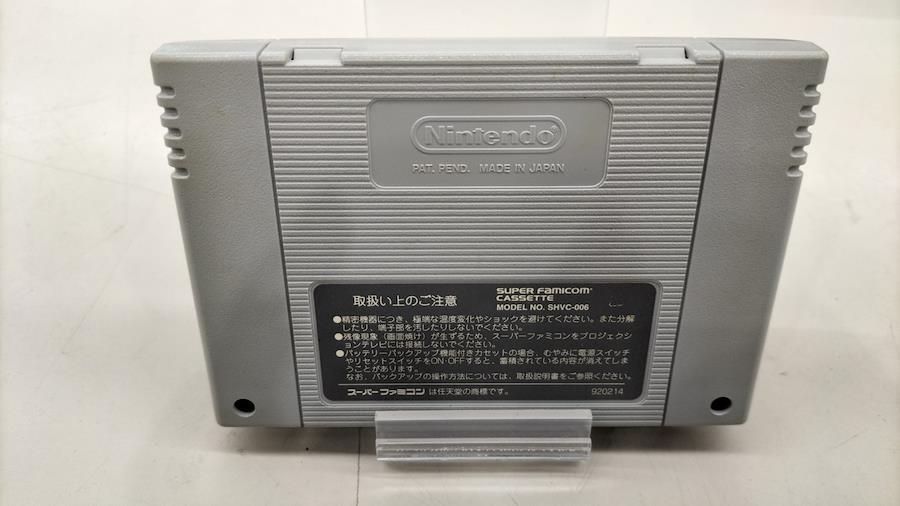 Nintendo
PAT. PEND. MADE IN JAPAN
取扱い上のご注意
SUPER FAMICOM
CASSETTE
MODEL NO. SHVC-006
●精密機器につき、極端な温度変化やショックを避けてください。また分解
したり、端子部を汚したりしないでください。
●残像現象(画面焼け)が生ずるため、スーパーファミコンをプロジェクシ
ョンテレビには接続しないでください。
●バッテリーバックアップ機能付きカセットの場合、むやみに電源スイッチ
やリセットスイッチをON・OFFすると、蓄積されている内容が消えてしま
うことがあります。
なお、バックアップの操作方法については、取扱説明書をご参照ください。
スーパーファミコン は任天堂の商標です。
920214